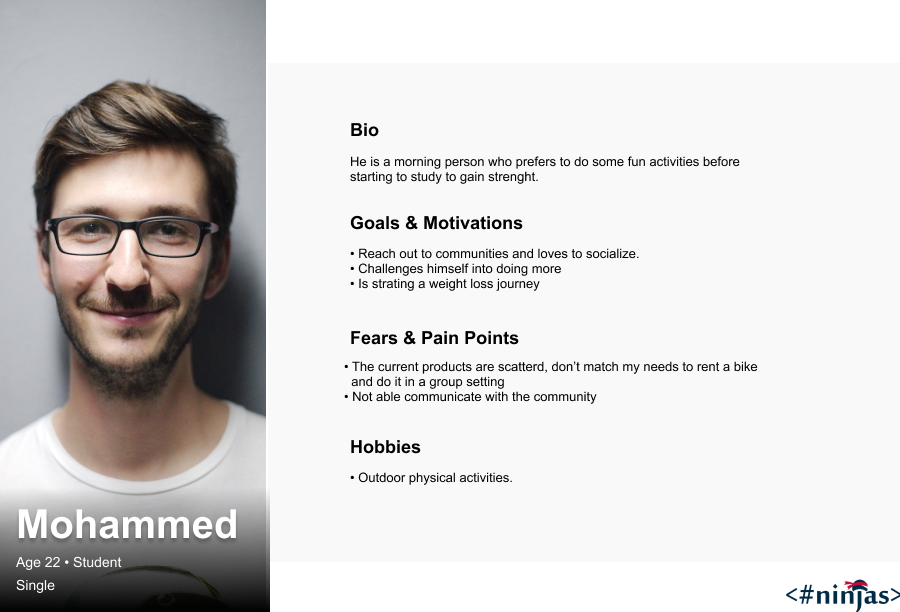 Bio
He is a morning person who prefers to do some fun activities before
starting to study to gain strenght.
Goals & Motivations
• Reach out to communities and loves to socialize.
• Challenges himself into doing more
• Is strating a weight loss journey
Fears & Pain Points
• The current products are scatterd, don’t match my needs to rent a bike
and do it in a group setting
• Not able communicate with the community
Hobbies
• Outdoor physical activities.
Mohammed
Age 22 • Student
Single
<#ninjas>